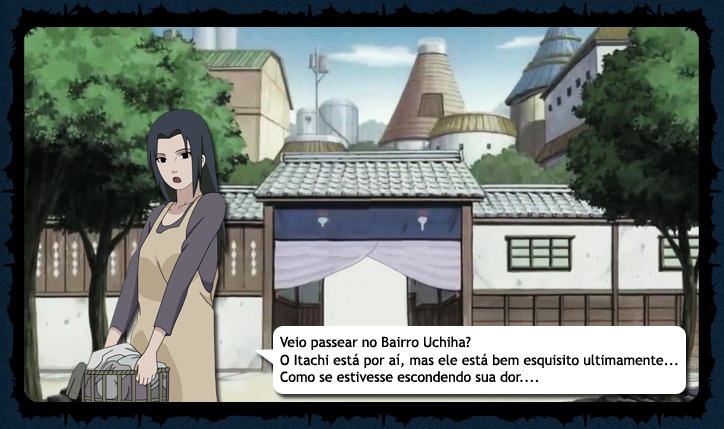 Veio passear no Bairro Uchiha?
O Itachi está por aí, mas ele está bem esquisito ultimamente...
Como se estivesse escondendo sua dor....